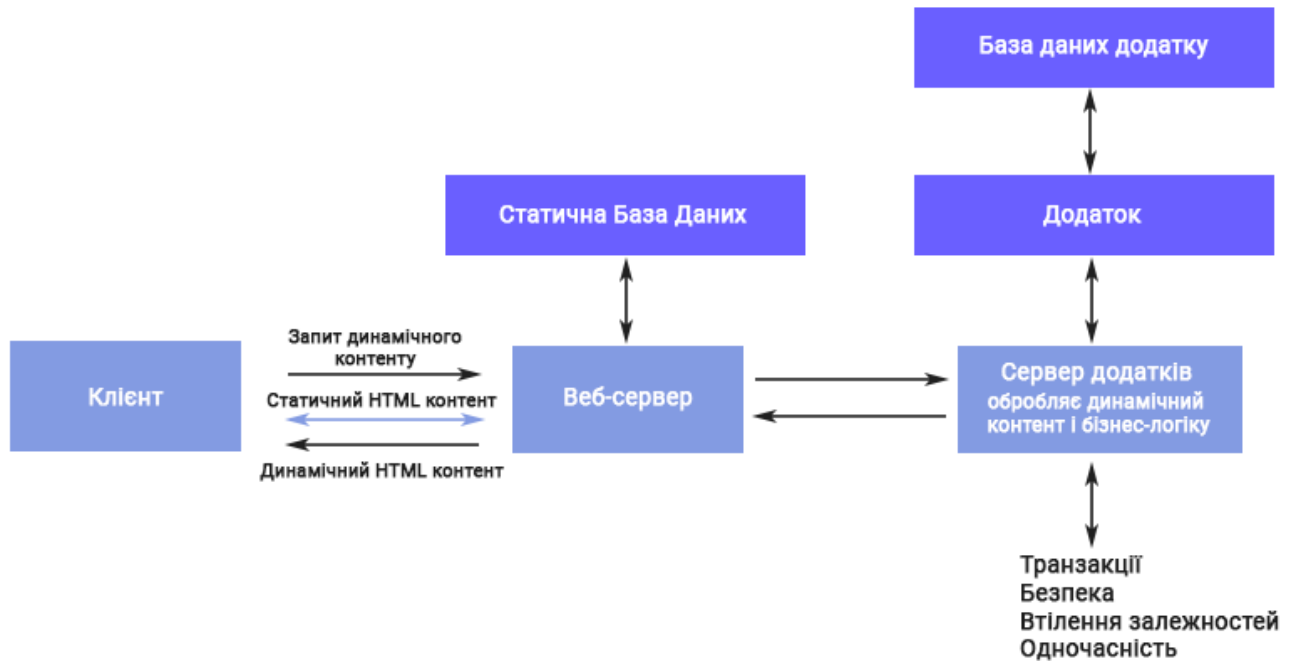 База даних додатку
Статична База Даних
Додаток
Запит динамічного
контенту
Клієнт
Статичний HTML контент
Веб-сервер
Сервер додатків
обробляє динамічний
контент і бізнес-логіку
Динамічний HTML контент
Транзакції
Безпека
Втілення залежностей
Одночасність